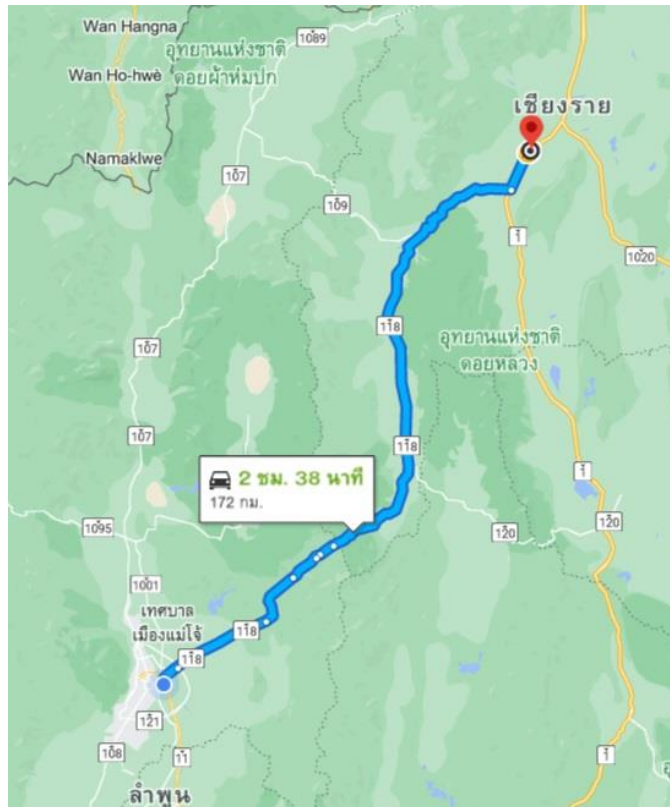 Wan Hangna
อุทยานแห่งชาติ
ดอยผ้าห่มปก
1089
Wan Ho-hwè
เชียงราย
Namaklwe
107
109
1
1020
118
อุทยานแห่งชาติ
ดอยหลวง
107
107
118
2 ชม. 38 นาที
172 กม.
1
1095
120
120
1001
เทศบาล
เมืองแม่โจ้
118
118
121
108
11
1
ลำพูน